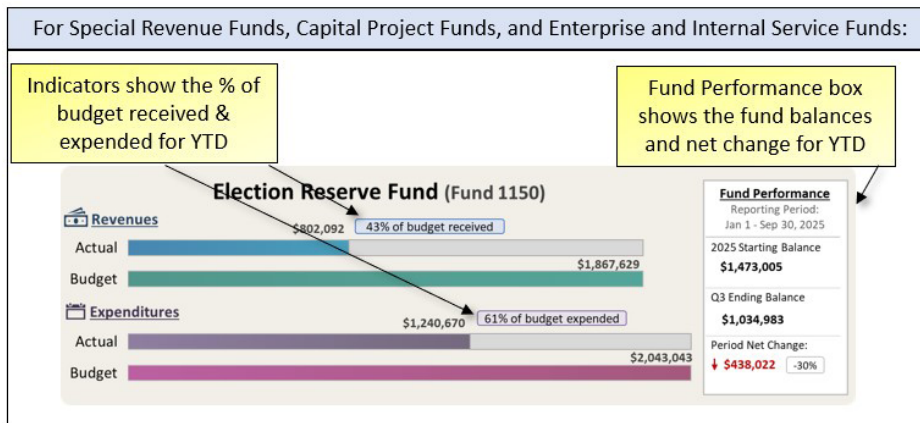 For Special Revenue Funds, Capital Project Funds, and Enterprise and Internal Service Funds:
Indicators show the % of
budget received &
expended for YTD
Fund Performance box
shows the fund balances
and net change for YTD
Election Reserve Fund (Fund 1150)
Revenues
$802,092 43% of budget received
Actual
$1,867,629
Budget
Expenditures
$1,240,670 61% of budget expended
Actual
$2,043,043
Budget
Fund Performance
Reporting Period:
Jan 1 - Sep 30, 2025
2025 Starting Balance
$1,473,005
Q3 Ending Balance
$1,034,983
Period Net Change:
↓ $438,022 -30%